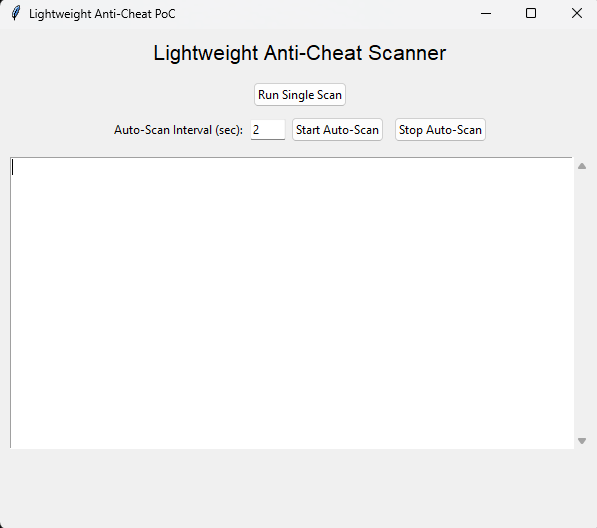 Lightweight Anti-Cheat PoC
Lightweight Anti-Cheat Scanner
Run Single Scan
Auto-Scan Interval (sec): 2 Start Auto-Scan Stop Auto-Scan